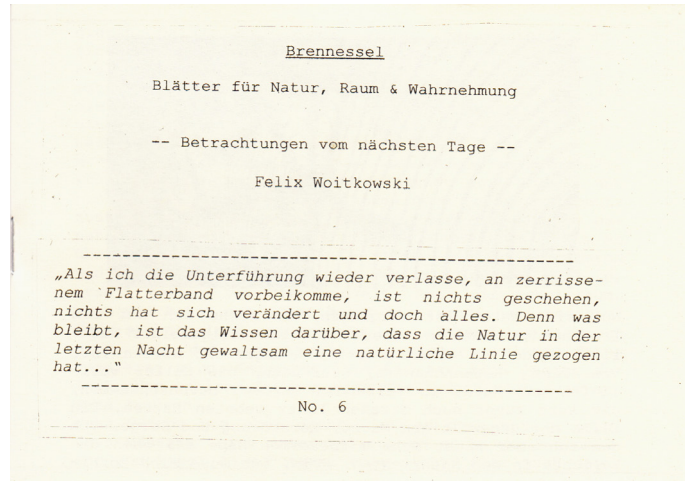 Brennessel
Blätter für Natur, Raum & Wahrnehmung
-- Betrachtungen vom nächsten Tage --
Felix Woitkowski
--------------------------------------------------
„Als ich die Unterführung wieder verlasse, an zerrisse-
nem Flatterband vorbeikomme, ist nichts geschehen,
nichts hat sich verändert und doch alles. Denn was
bleibt, ist das Wissen darüber, dass die Natur in der
letzten Nacht gewaltsam eine natürliche Linie gezogen
hat..."
--------------------------------------------------
No. 6